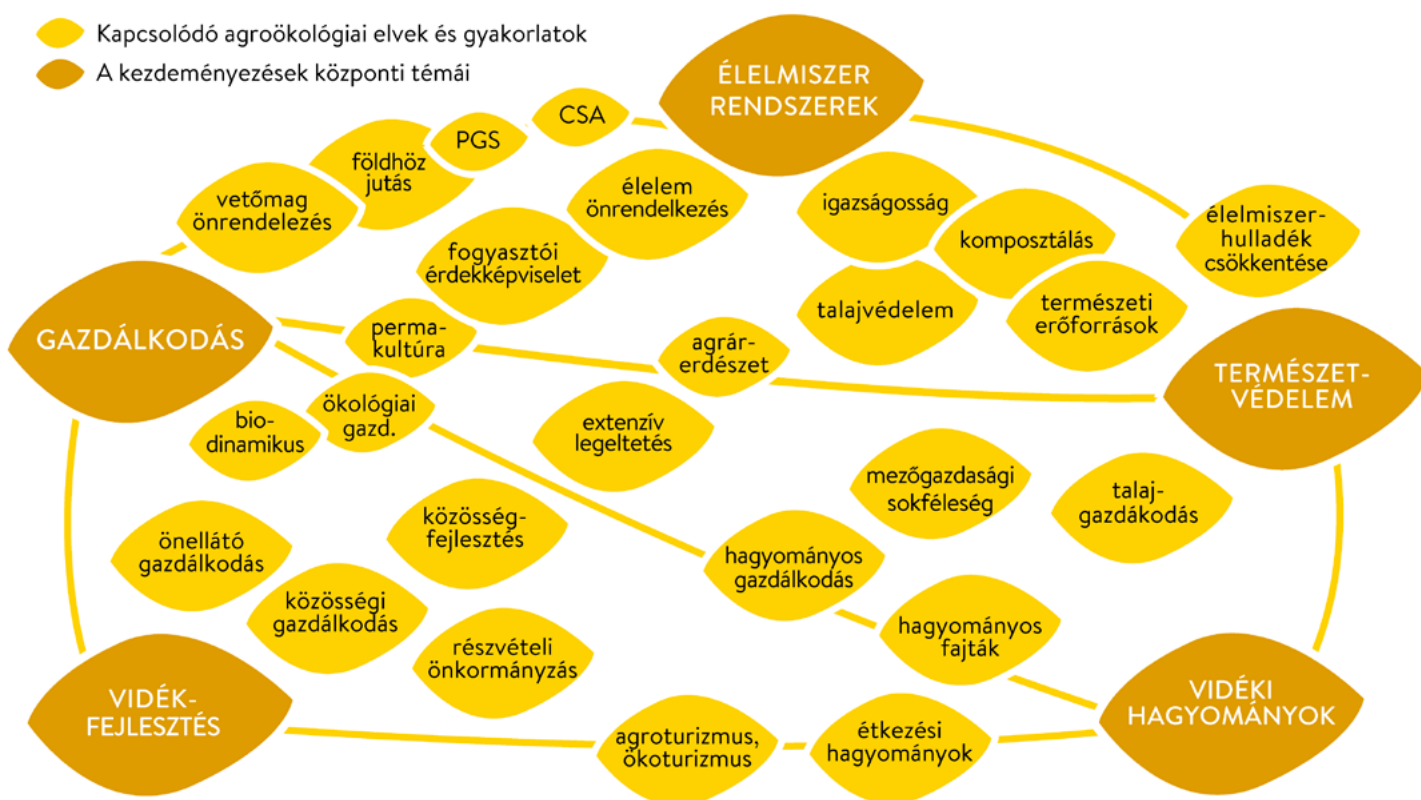 Kapcsolódó agroökológiai elvek és gyakorlatok
A kezdeményezések központi témái
ÉLELMISZER
RENDSZEREK
CSA
PGS
földhöz
jutás
vetőmag
önrendelezés
élelem
önrendelkezés
igazságosság
komposztálás
élelmiszer-
hulladék
csökkentése
fogyasztói
érdekképviselet
talajvédelem
természeti
erőforrások
GAZDÁLKODÁS
perma-
kultúra
agrár-
erdészet
TERMÉSZET-
VÉDELEM
bio-
dinamikus
ökológiai
gazd.
extenzív
legeltetés
mezőgazdasági
sokféleség
talaj-
gazdákodás
önellátó
gazdálkodás
közösség-
fejlesztés
hagyományos
gazdálkodás
közösségi
gazdálkodás
részvételi
önkormányzás
hagyományos
fajták
VIDÉK-
FEJLESZTÉS
VIDÉKI
HAGYOMÁNYOK
agroturizmus,
ökoturizmus
étkezési
hagyományok